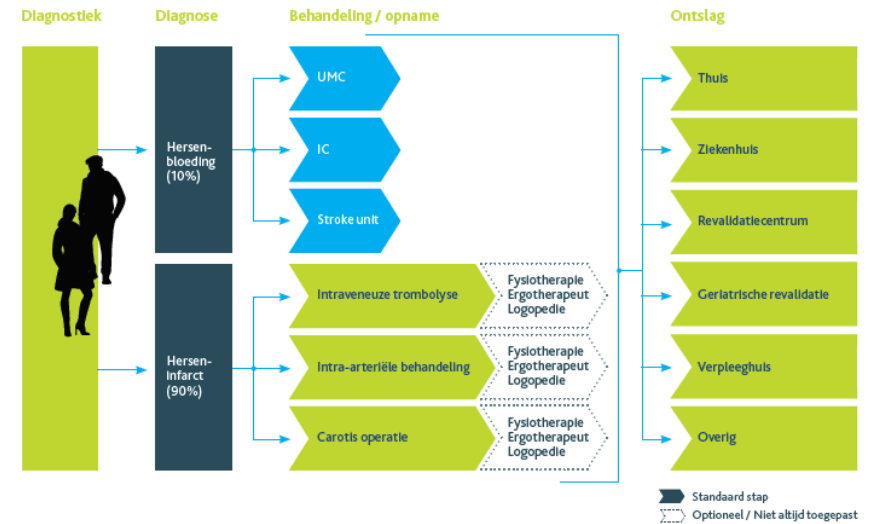 Diagnostiek
Diagnose
Behandeling / opname
Ontslag
Hersen-
bloeding
(10%)
UMC
IC
Stroke unit
Hersen-
infarct
(90%)
Intraveneuze trombolyse
Fysiotherapie
Ergotherapeut
Logopedie
Intra-arteriële behandeling
Fysiotherapie
Ergotherapeut
Logopedie
Carotis operatie
Fysiotherapie
Ergotherapeut
Logopedie
Thuis
Ziekenhuis
Revalidatiecentrum
Geriatrische revalidatie
Verpleeghuis
Overig
Standaard stap
Optioneel / Niet altijd toegepast